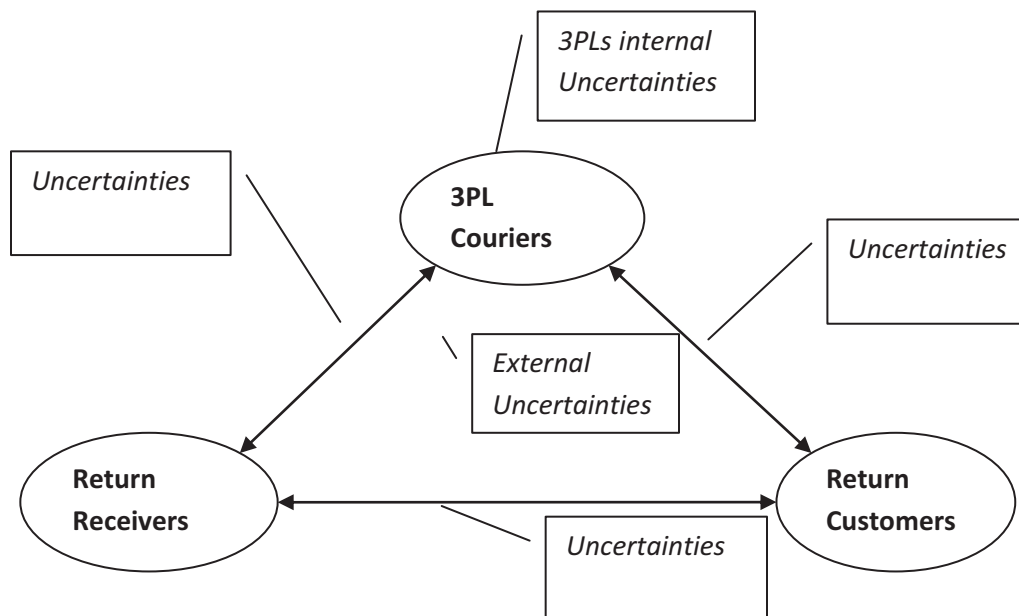 3PLs internal
Uncertainties
Uncertainties
3PL
Couriers
Uncertainties
External
Uncertainties
Return
Receivers
Return
Customers
Uncertainties